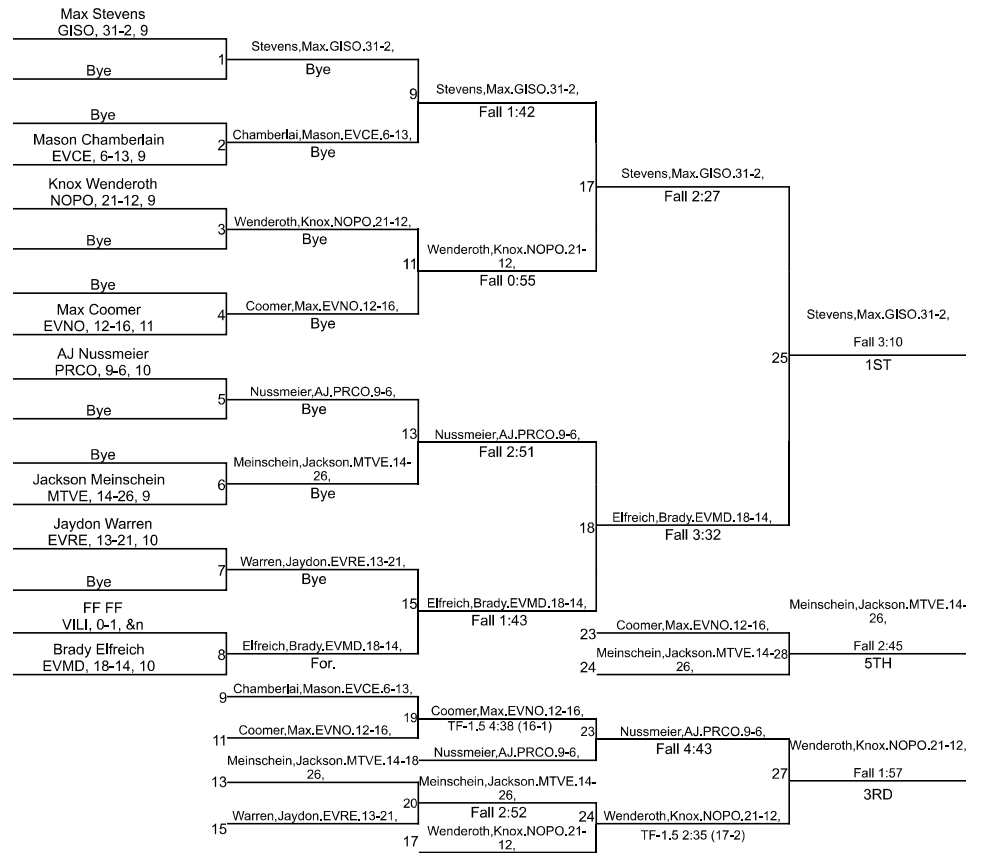 Max Stevens
GISO, 31-2, 9
1
Bye
Stevens,Max.GISO.31-2,
Bye
9
Bye
Mason Chamberlain
EVCE, 6-13, 9
2
Chamberlai,Mason.EVCE.6-13,
Bye
Stevens,Max.GISO.31-2,
Fall 1:42
17
Knox Wenderoth
NOPO, 21-12, 9
3
Bye
Wenderoth,Knox.NOPO.21-12,
Bye
11
Bye
Max Coomer
EVNO, 12-16, 11
4
Coomer,Max.EVNO.12-16,
Bye
Wenderoth,Knox.NOPO.21-
12,
Fall 0:55
Stevens,Max.GISO.31-2,
Fall 2:27
25
AJ Nussmeier
PRCO, 9-6, 10
5
Bye
Nussmeier,AJ.PRCO.9-6,
Bye
13
Bye
Jackson Meinschein
MTVE, 14-26, 9
6
Meinschein,Jackson.MTVE.14-
26,
Bye
Nussmeier,AJ.PRCO.9-6,
Fall 2:51
18
Jaydon Warren
EVRE, 13-21, 10
7
Bye
Warren,Jaydon.EVRE.13-21,
Bye
15
FF FF
VILI, 0-1, &n
Brady Elfreich
EVMD, 18-14, 10
8
Elfreich,Brady.EVMD.18-14,
For.
Elfreich,Brady.EVMD.18-14,
Fall 1:43
Elfreich,Brady.EVMD.18-14,
Fall 3:32
Stevens,Max.GISO.31-2,
Fall 3:10
1ST
23
Coomer,Max.EVNO.12-16,
24
Meinschein,Jackson.MTVE.14-
26,
28
Meinschein,Jackson.MTVE.14-
26,
Fall 2:45
5TH
9
Chamberlai,Mason.EVCE.6-13,
11
Coomer,Max.EVNO.12-16,
19
Coomer,Max.EVNO.12-16,
TF-1.5 4:38 (16-1)
18
Nussmeier,AJ.PRCO.9-6,
23
Nussmeier,AJ.PRCO.9-6,
Fall 4:43
13
Meinschein,Jackson.MTVE.14-
26,
15
Warren,Jaydon.EVRE.13-21,
20
Meinschein,Jackson.MTVE.14-
26,
Fall 2:52
17
Wenderoth,Knox.NOPO.21-
12,
24
Wenderoth,Knox.NOPO.21-12,
TF-1.5 2:35 (17-2)
27
Wenderoth,Knox.NOPO.21-12,
Fall 1:57
3RD